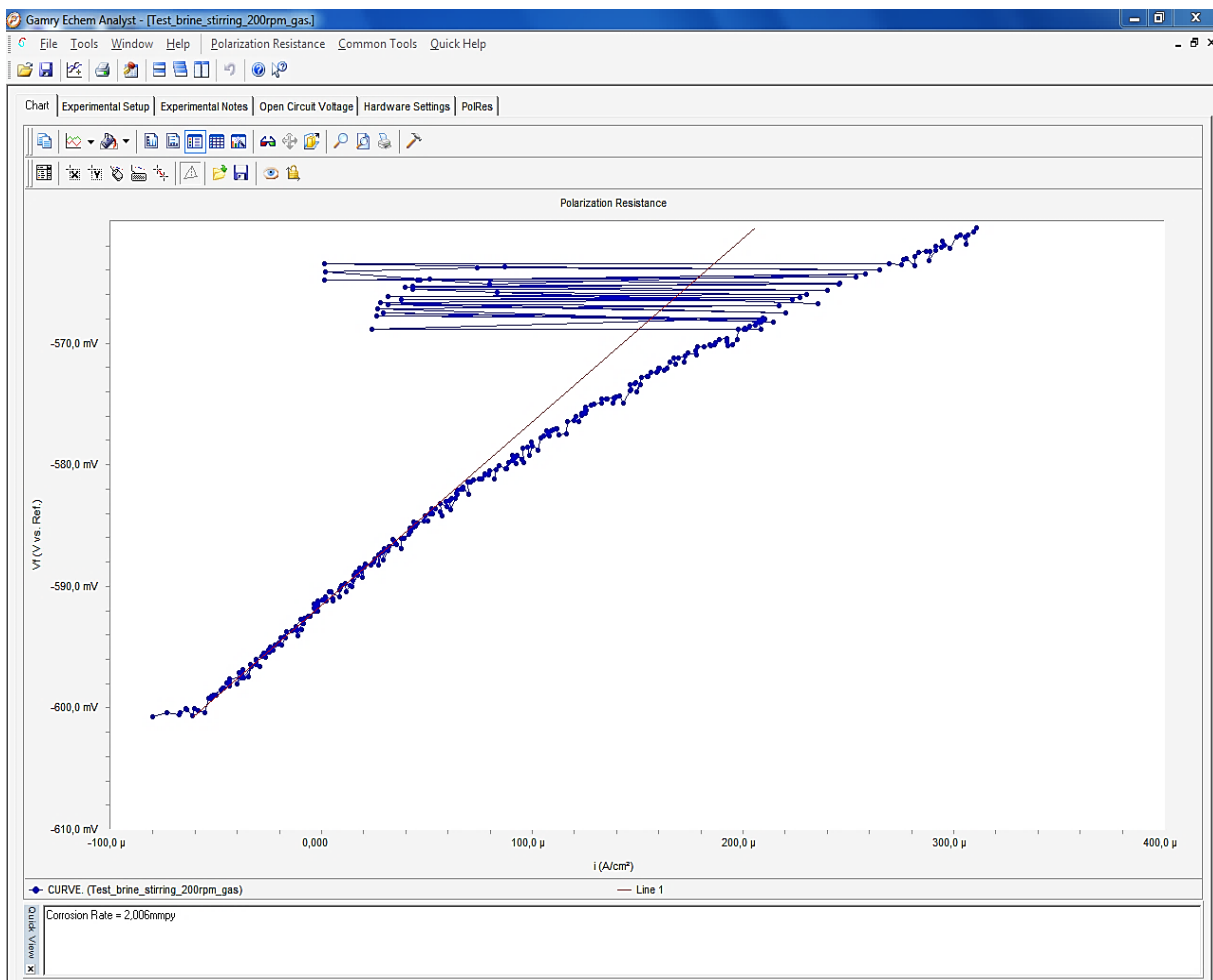 Gamry Echem Analyst - [Test_brine_stirring_200rpm_gas.]
File Tools Window Help Polarization Resistance Common Tools Quick Help
Chart Experimental Setup Experimental Notes Open Circuit Voltage Hardware Settings PolRes
Polarization Resistance
-570,0 mV
-580,0 mV
-590,0 mV
-600,0 mV
-610,0 mV
Vf (V vs. Ref.)
-100,0 µ 0,000 100,0 µ 200,0 µ 300,0 µ 400,0 µ
i (A/cm²)
CURVE. (Test_brine_stirring_200rpm_gas) Line 1
Quick View
Corrosion Rate = 2,006mmpy